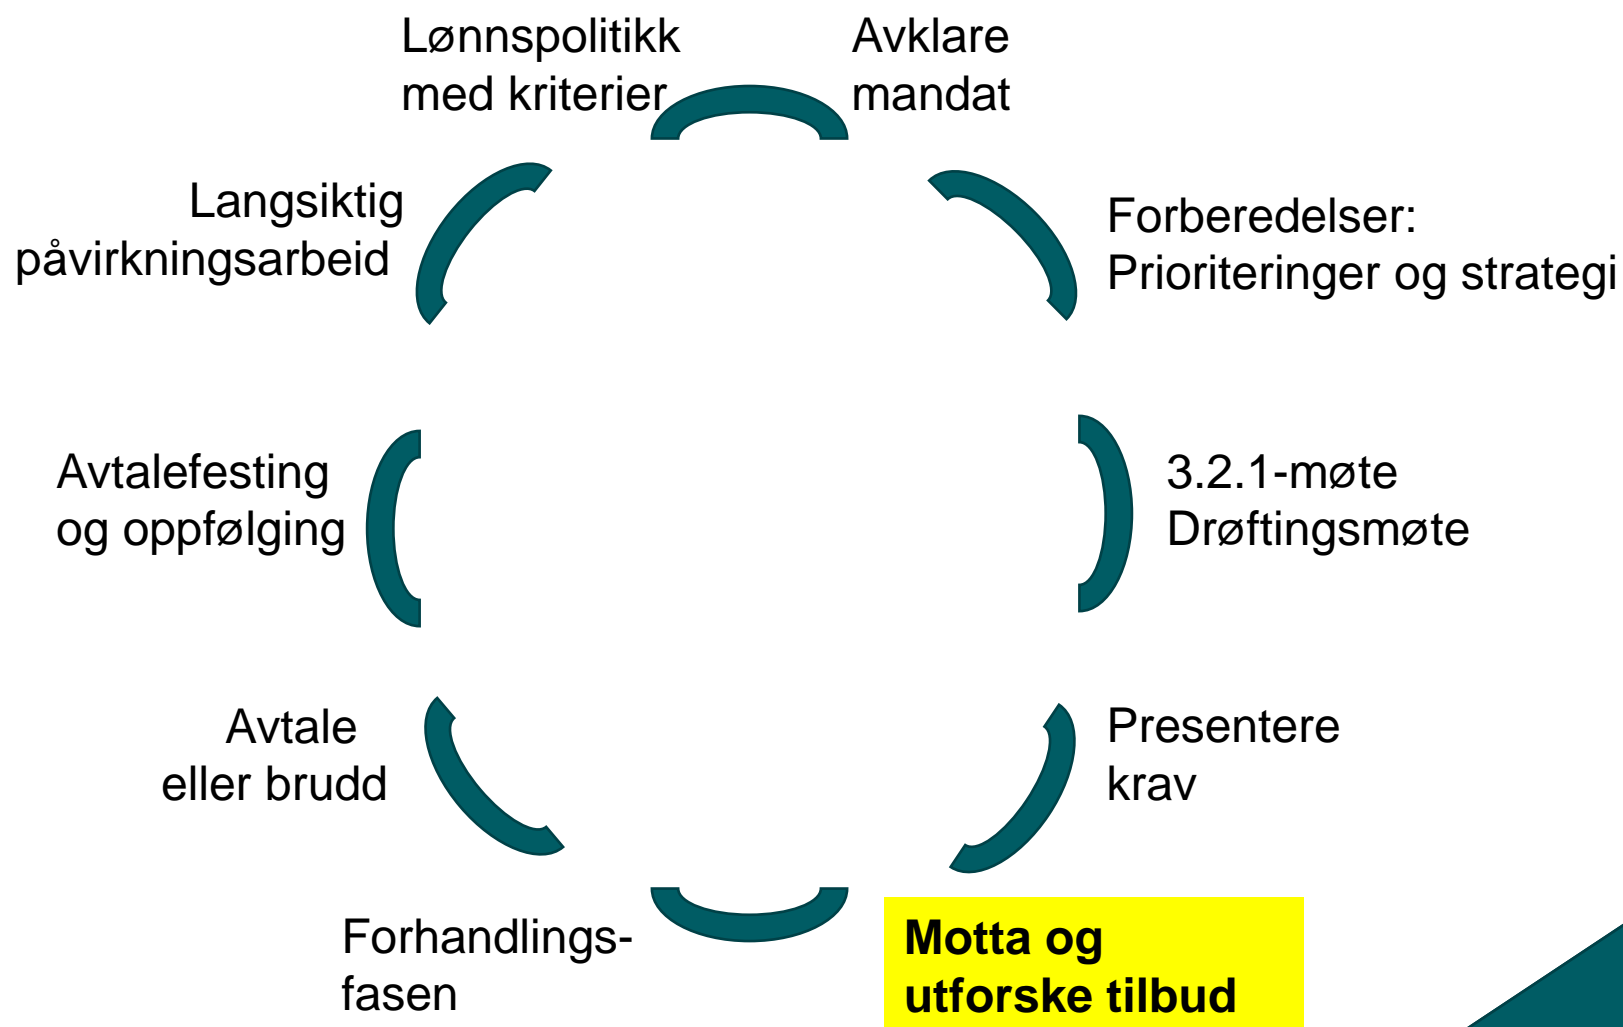 Lønnspolitikk
med kriterier
Avklare
mandat
Forberedelser:
Prioriteringer og strategi
3.2.1-møte
Drøftingsmøte
Presentere
krav
Motta og
utforske tilbud
Forhandlings-
fasen
Avtale
eller brudd
Avtalefesting
og oppfølging
Langsiktig
påvirkningsarbeid